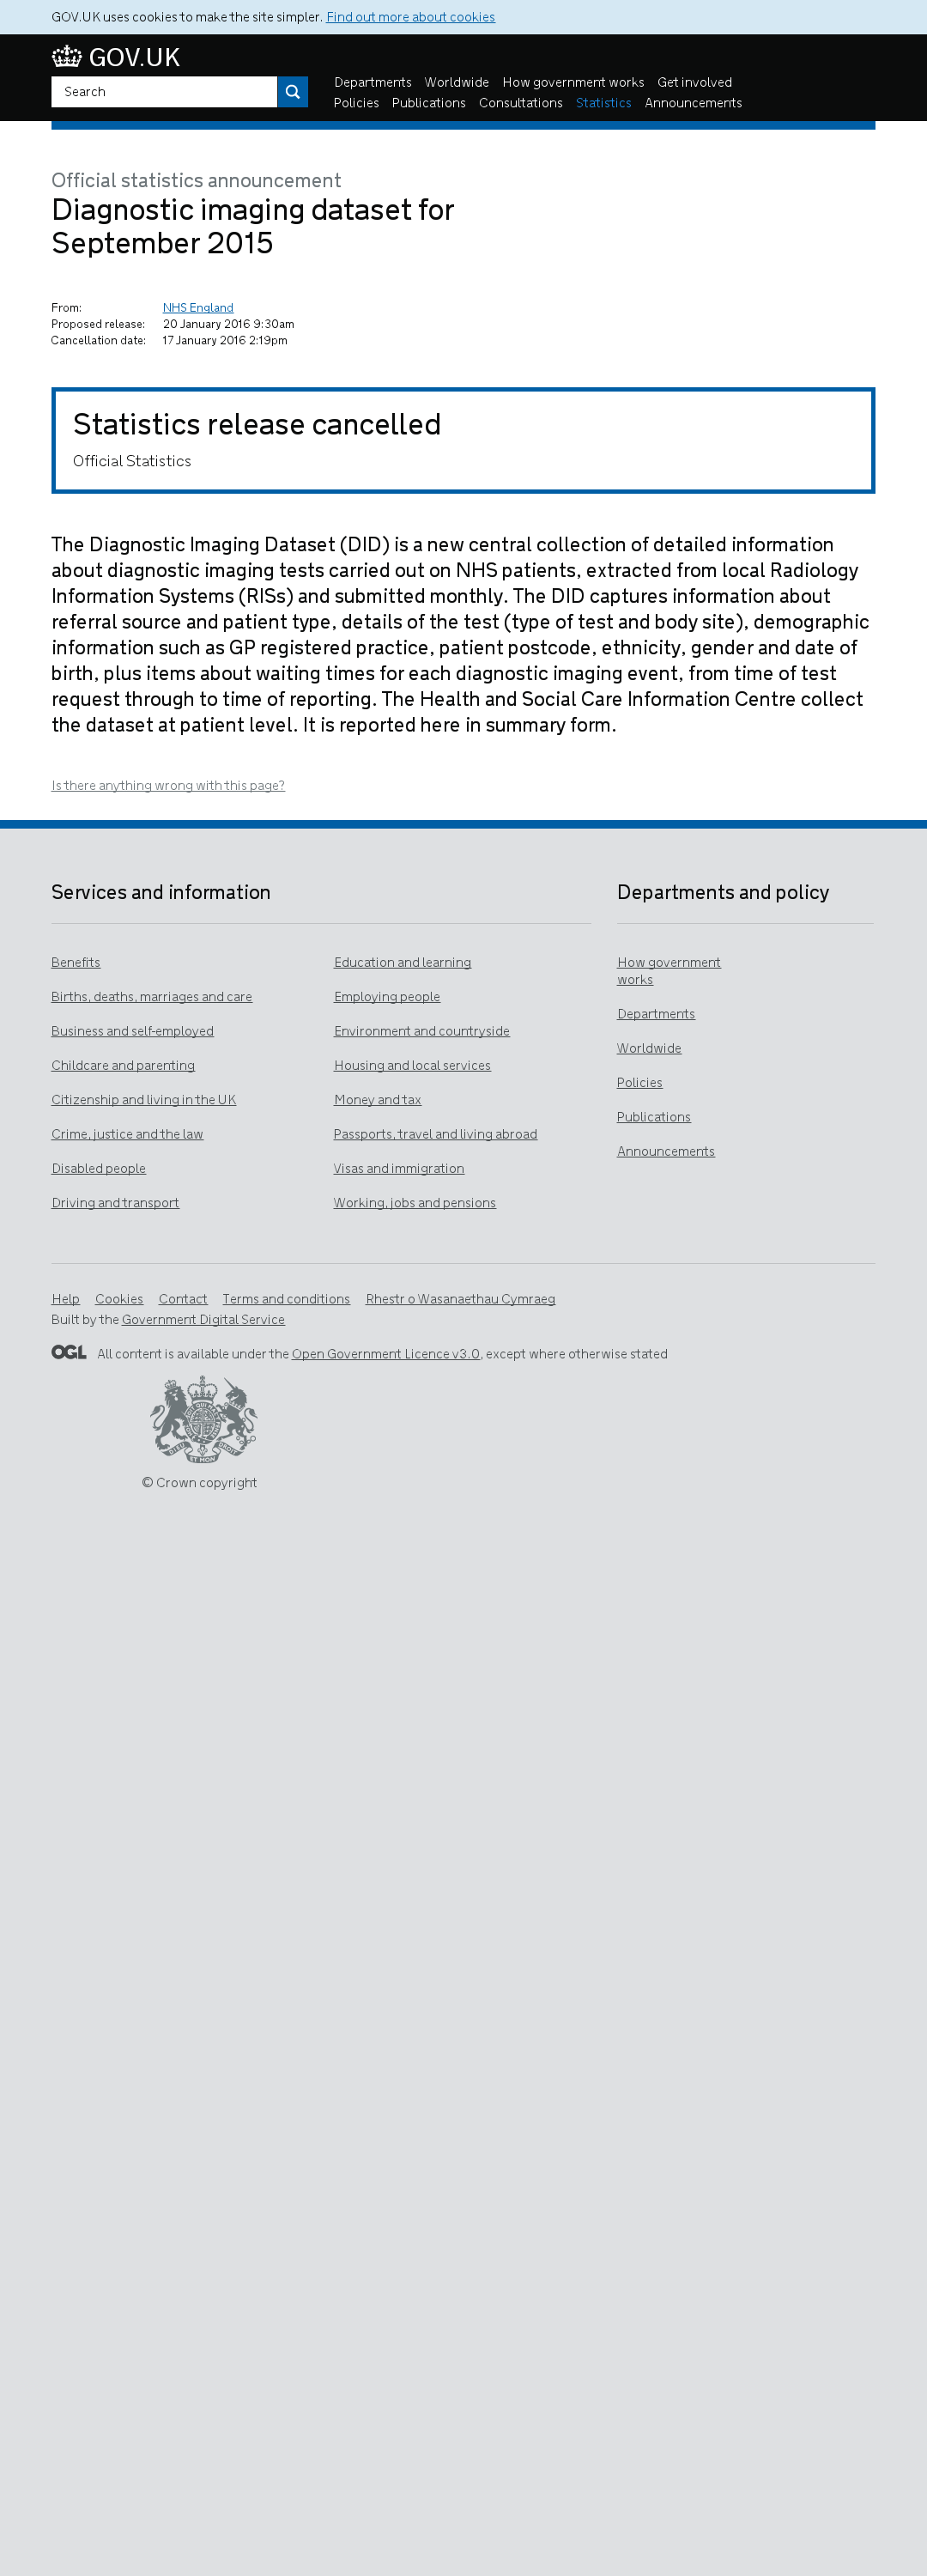 GOV.UK uses cookies to make the site simpler. Find out more about cookies
GOV.UK
Search
Departments Worldwide How government works Get involved
Policies Publications Consultations Statistics Announcements
Official statistics announcement
Diagnostic imaging dataset for
September 2015
From: NHS England
Proposed release: 20 January 2016 9:30am
Cancellation date: 17 January 2016 2:19pm
Statistics release cancelled
Official Statistics
The Diagnostic Imaging Dataset (DID) is a new central collection of detailed information
about diagnostic imaging tests carried out on NHS patients, extracted from local Radiology
Information Systems (RISs) and submitted monthly. The DID captures information about
referral source and patient type, details of the test (type of test and body site), demographic
information such as GP registered practice, patient postcode, ethnicity, gender and date of
birth, plus items about waiting times for each diagnostic imaging event, from time of test
request through to time of reporting. The Health and Social Care Information Centre collect
the dataset at patient level. It is reported here in summary form.
Is there anything wrong with this page?
Services and information
Benefits
Births, deaths, marriages and care
Business and self-employed
Childcare and parenting
Citizenship and living in the UK
Crime, justice and the law
Disabled people
Driving and transport
Education and learning
Employing people
Environment and countryside
Housing and local services
Money and tax
Passports, travel and living abroad
Visas and immigration
Working, jobs and pensions
Departments and policy
How government
works
Departments
Worldwide
Policies
Publications
Announcements
Help Cookies Contact Terms and conditions Rhestr o Wasanaethau Cymraeg
Built by the Government Digital Service
OGL All content is available under the Open Government Licence v3.0, except where otherwise stated
© Crown copyright